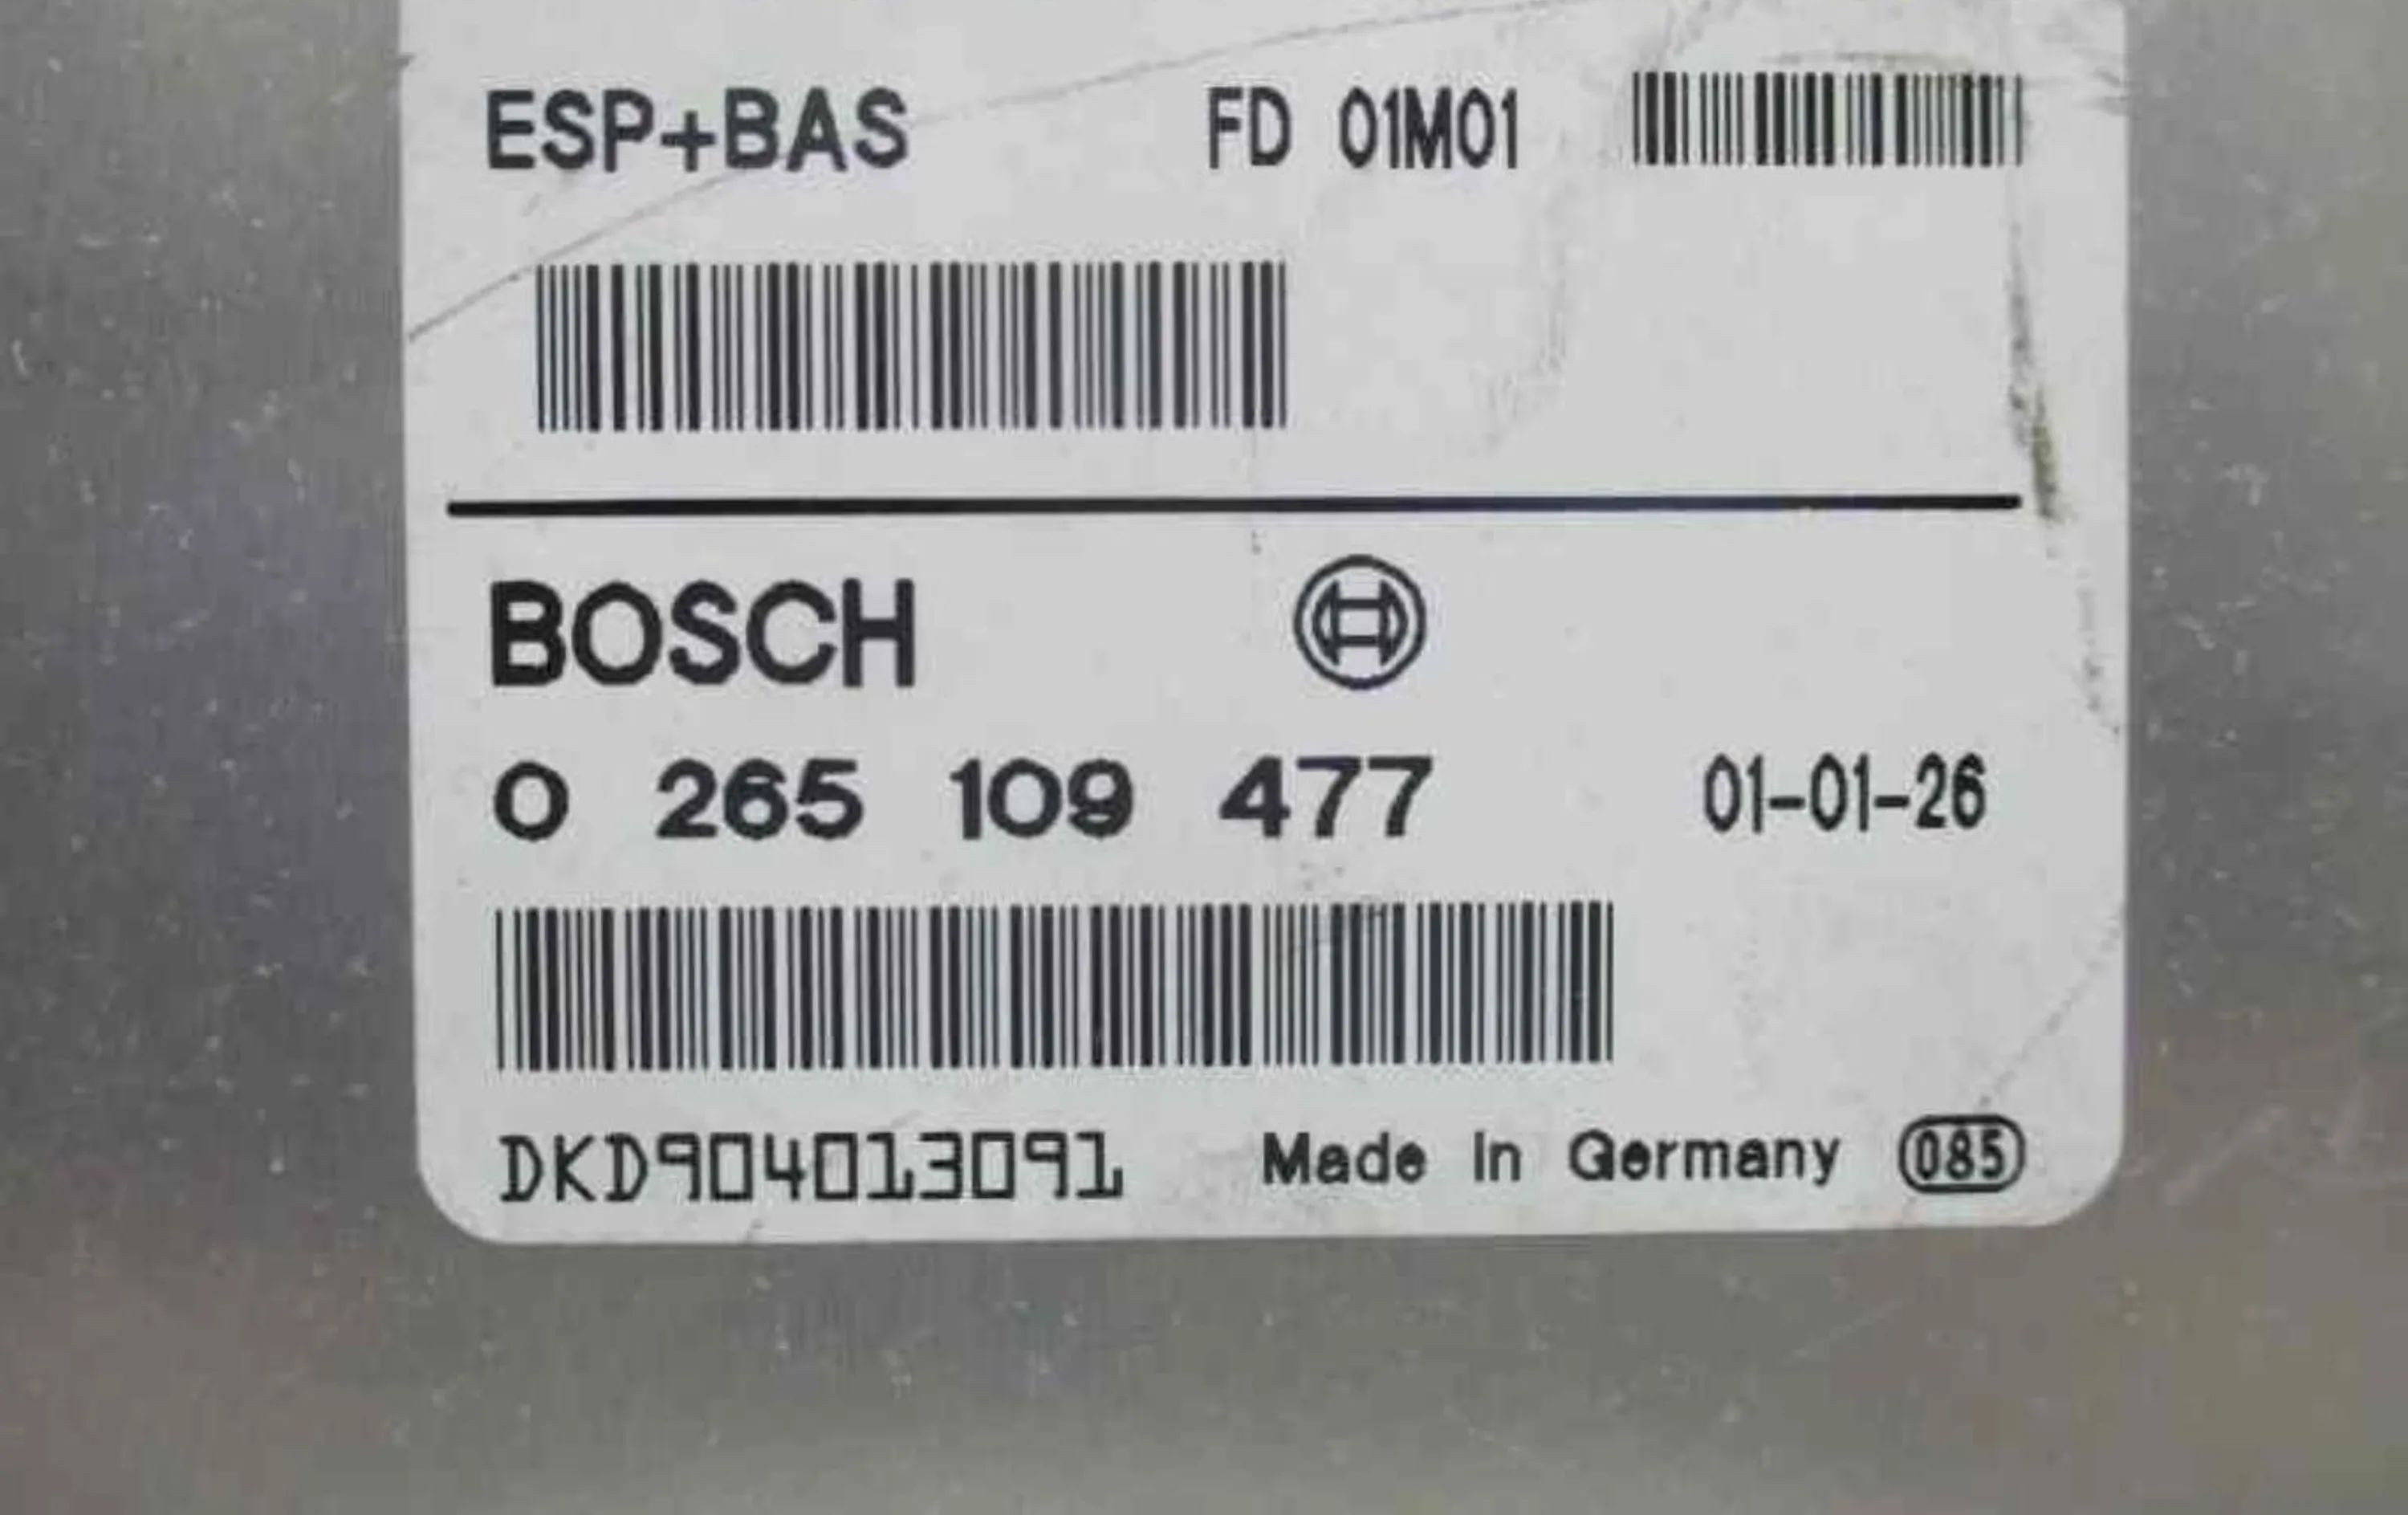 ESP+BAS FD 01M01
BOSCH
0 265 109 477 01-01-26
DKD904013091 Made in Germany 085